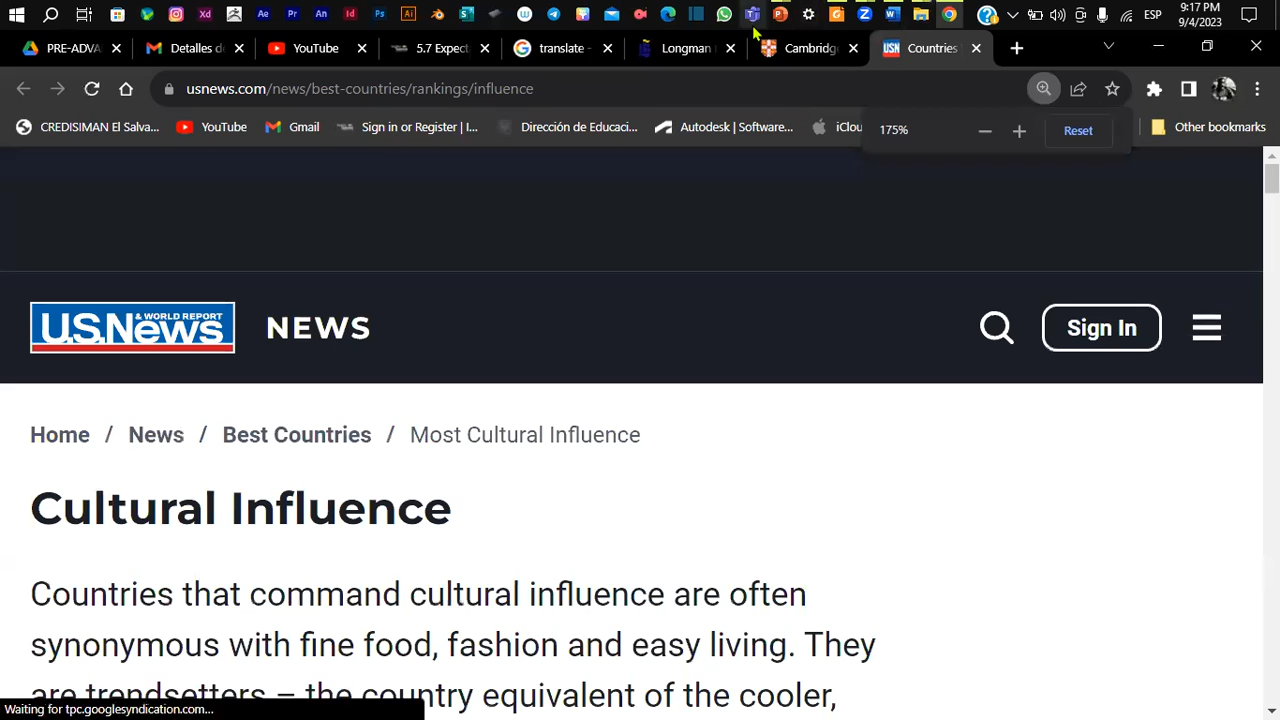 9:17 PM
ESP
9/4/2023
PRE-ADVA
Detalles d
YouTube
5.7 Expect
translate -
Longman
Cambridg
Countries
usnews.com/news/best-countries/rankings/influence
CREDISIMAN El Salva...
YouTube
Gmail
Sign in or Register | I...
Dirección de Educaci...
Autodesk | Software...
iClou
Other bookmarks
175%
Reset
U.S.News
& WORLD REPORT
NEWS
Sign In
Home / News / Best Countries / Most Cultural Influence
Cultural Influence
Countries that command cultural influence are often
synonymous with fine food, fashion and easy living. They
are trendsetters – the country equivalent of the cooler,
Waiting for tpc.googlesyndication.com...